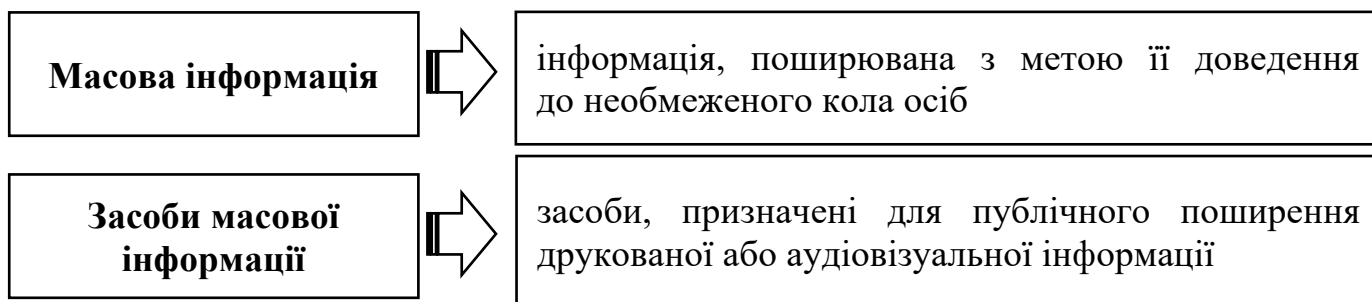 Масова інформація
інформація, поширювана з метою її доведення
до необмеженого кола осіб
Засоби масової
інформації
засоби, призначені для публічного поширення
друкованої або аудіовізуальної інформації